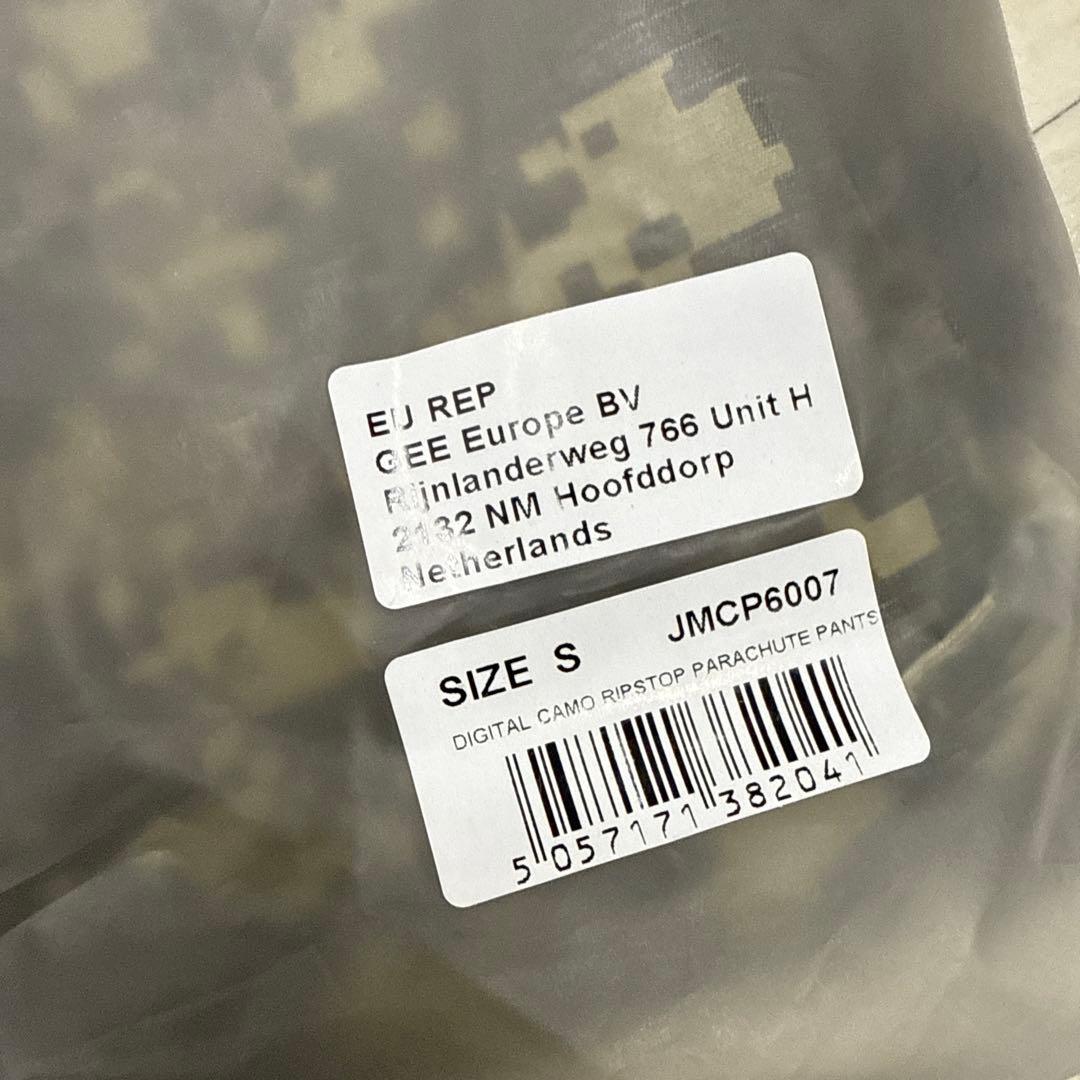 EU REP
GEE Europe BV
Rijnlanderweg 766 Unit H
2132 NM Hoofddorp
Netherlands
SIZE S
JMCP6007
DIGITAL CAMO RIPSTOP PARACHUTE PANTS
5 057171 382041